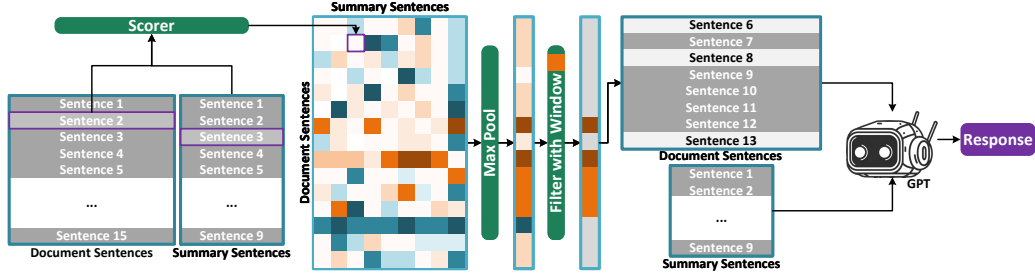 Summary Sentences
Scorer
Sentence 1
Sentence 2
Sentence 3
Sentence 4
Sentence 5
...
Sentence 15
Document Sentences
Sentence 1
Sentence 2
Sentence 3
Sentence 4
Sentence 5
...
Sentence 9
Summary Sentences
Document Sentences
Max Pool
Filter with Window
Sentence 6
Sentence 7
Sentence 8
Sentence 9
Sentence 10
Sentence 11
Sentence 12
Sentence 13
Document Sentences
Sentence 1
Sentence 2
...
Sentence 9
Summary Sentences
GPT
Response